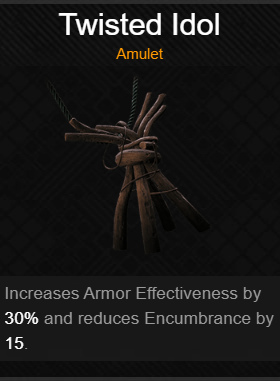 Twisted Idol
Amulet
Increases Armor Effectiveness by
30% and reduces Encumbrance by
15.